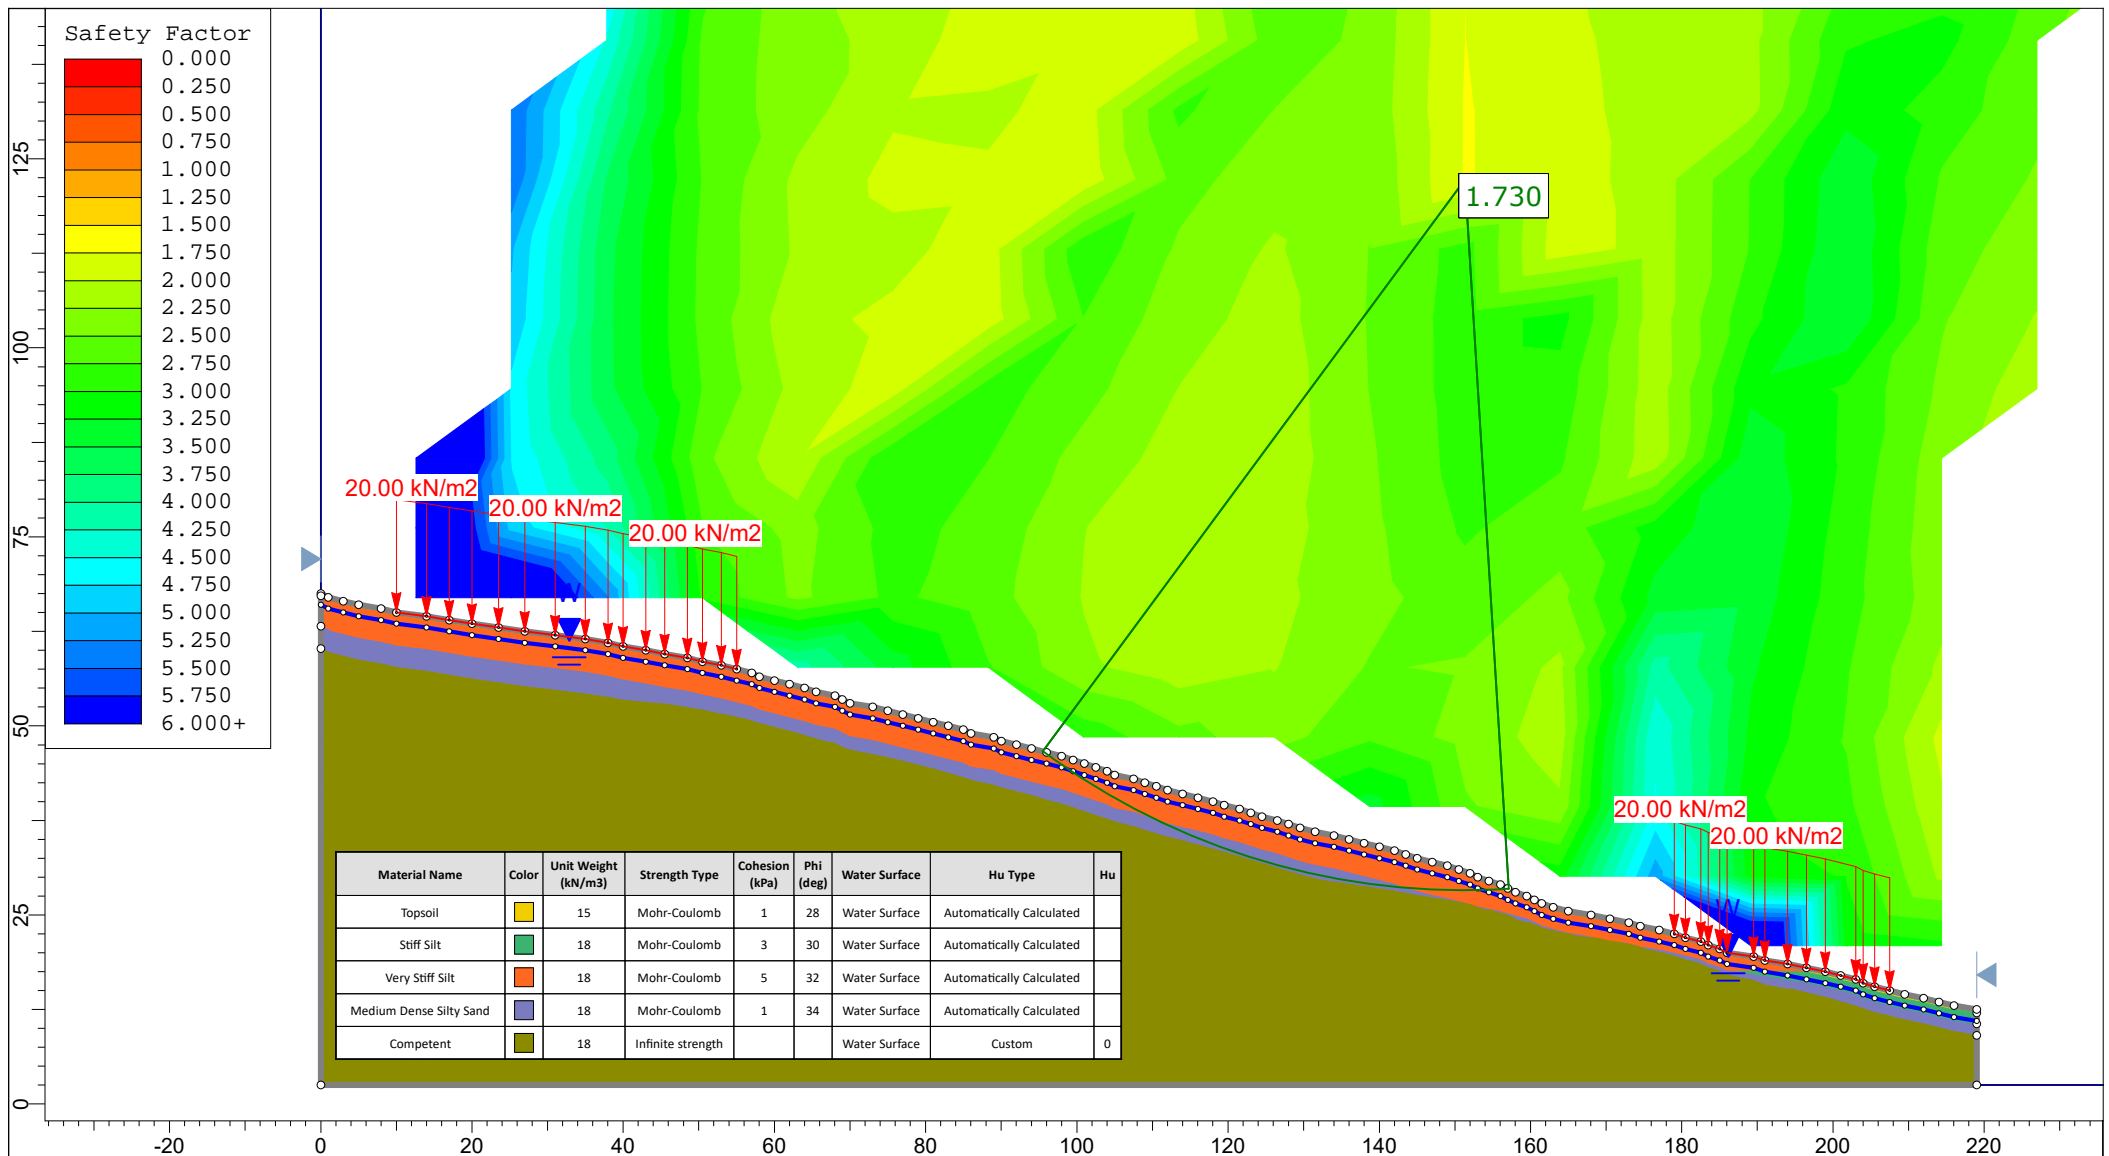 Safety Factor
0.000
0.250
0.500
0.750
1.000
1.250
1.500
1.750
2.000
2.250
2.500
2.750
3.000
3.250
3.500
3.750
4.000
4.250
4.500
4.750
5.000
5.250
5.500
5.750
6.000+
1.730
20.00 kN/m2
20.00 kN/m2
20.00 kN/m2
W
20.00 kN/m2
20.00 kN/m2
W
Material Name Color Unit Weight (kN/m3) Strength Type Cohesion (kPa) Phi (deg) Water Surface Hu Type Hu
Topsoil 15 Mohr-Coulomb 1 28 Water Surface Automatically Calculated
Stiff Silt 18 Mohr-Coulomb 3 30 Water Surface Automatically Calculated
Very Stiff Silt 18 Mohr-Coulomb 5 32 Water Surface Automatically Calculated
Medium Dense Silty Sand 18 Mohr-Coulomb 1 34 Water Surface Automatically Calculated
Competent 18 Infinite strength Water Surface Custom 0
125
100
75
50
25
0
-20 0 20 40 60 80 100 120 140 160 180 200 220